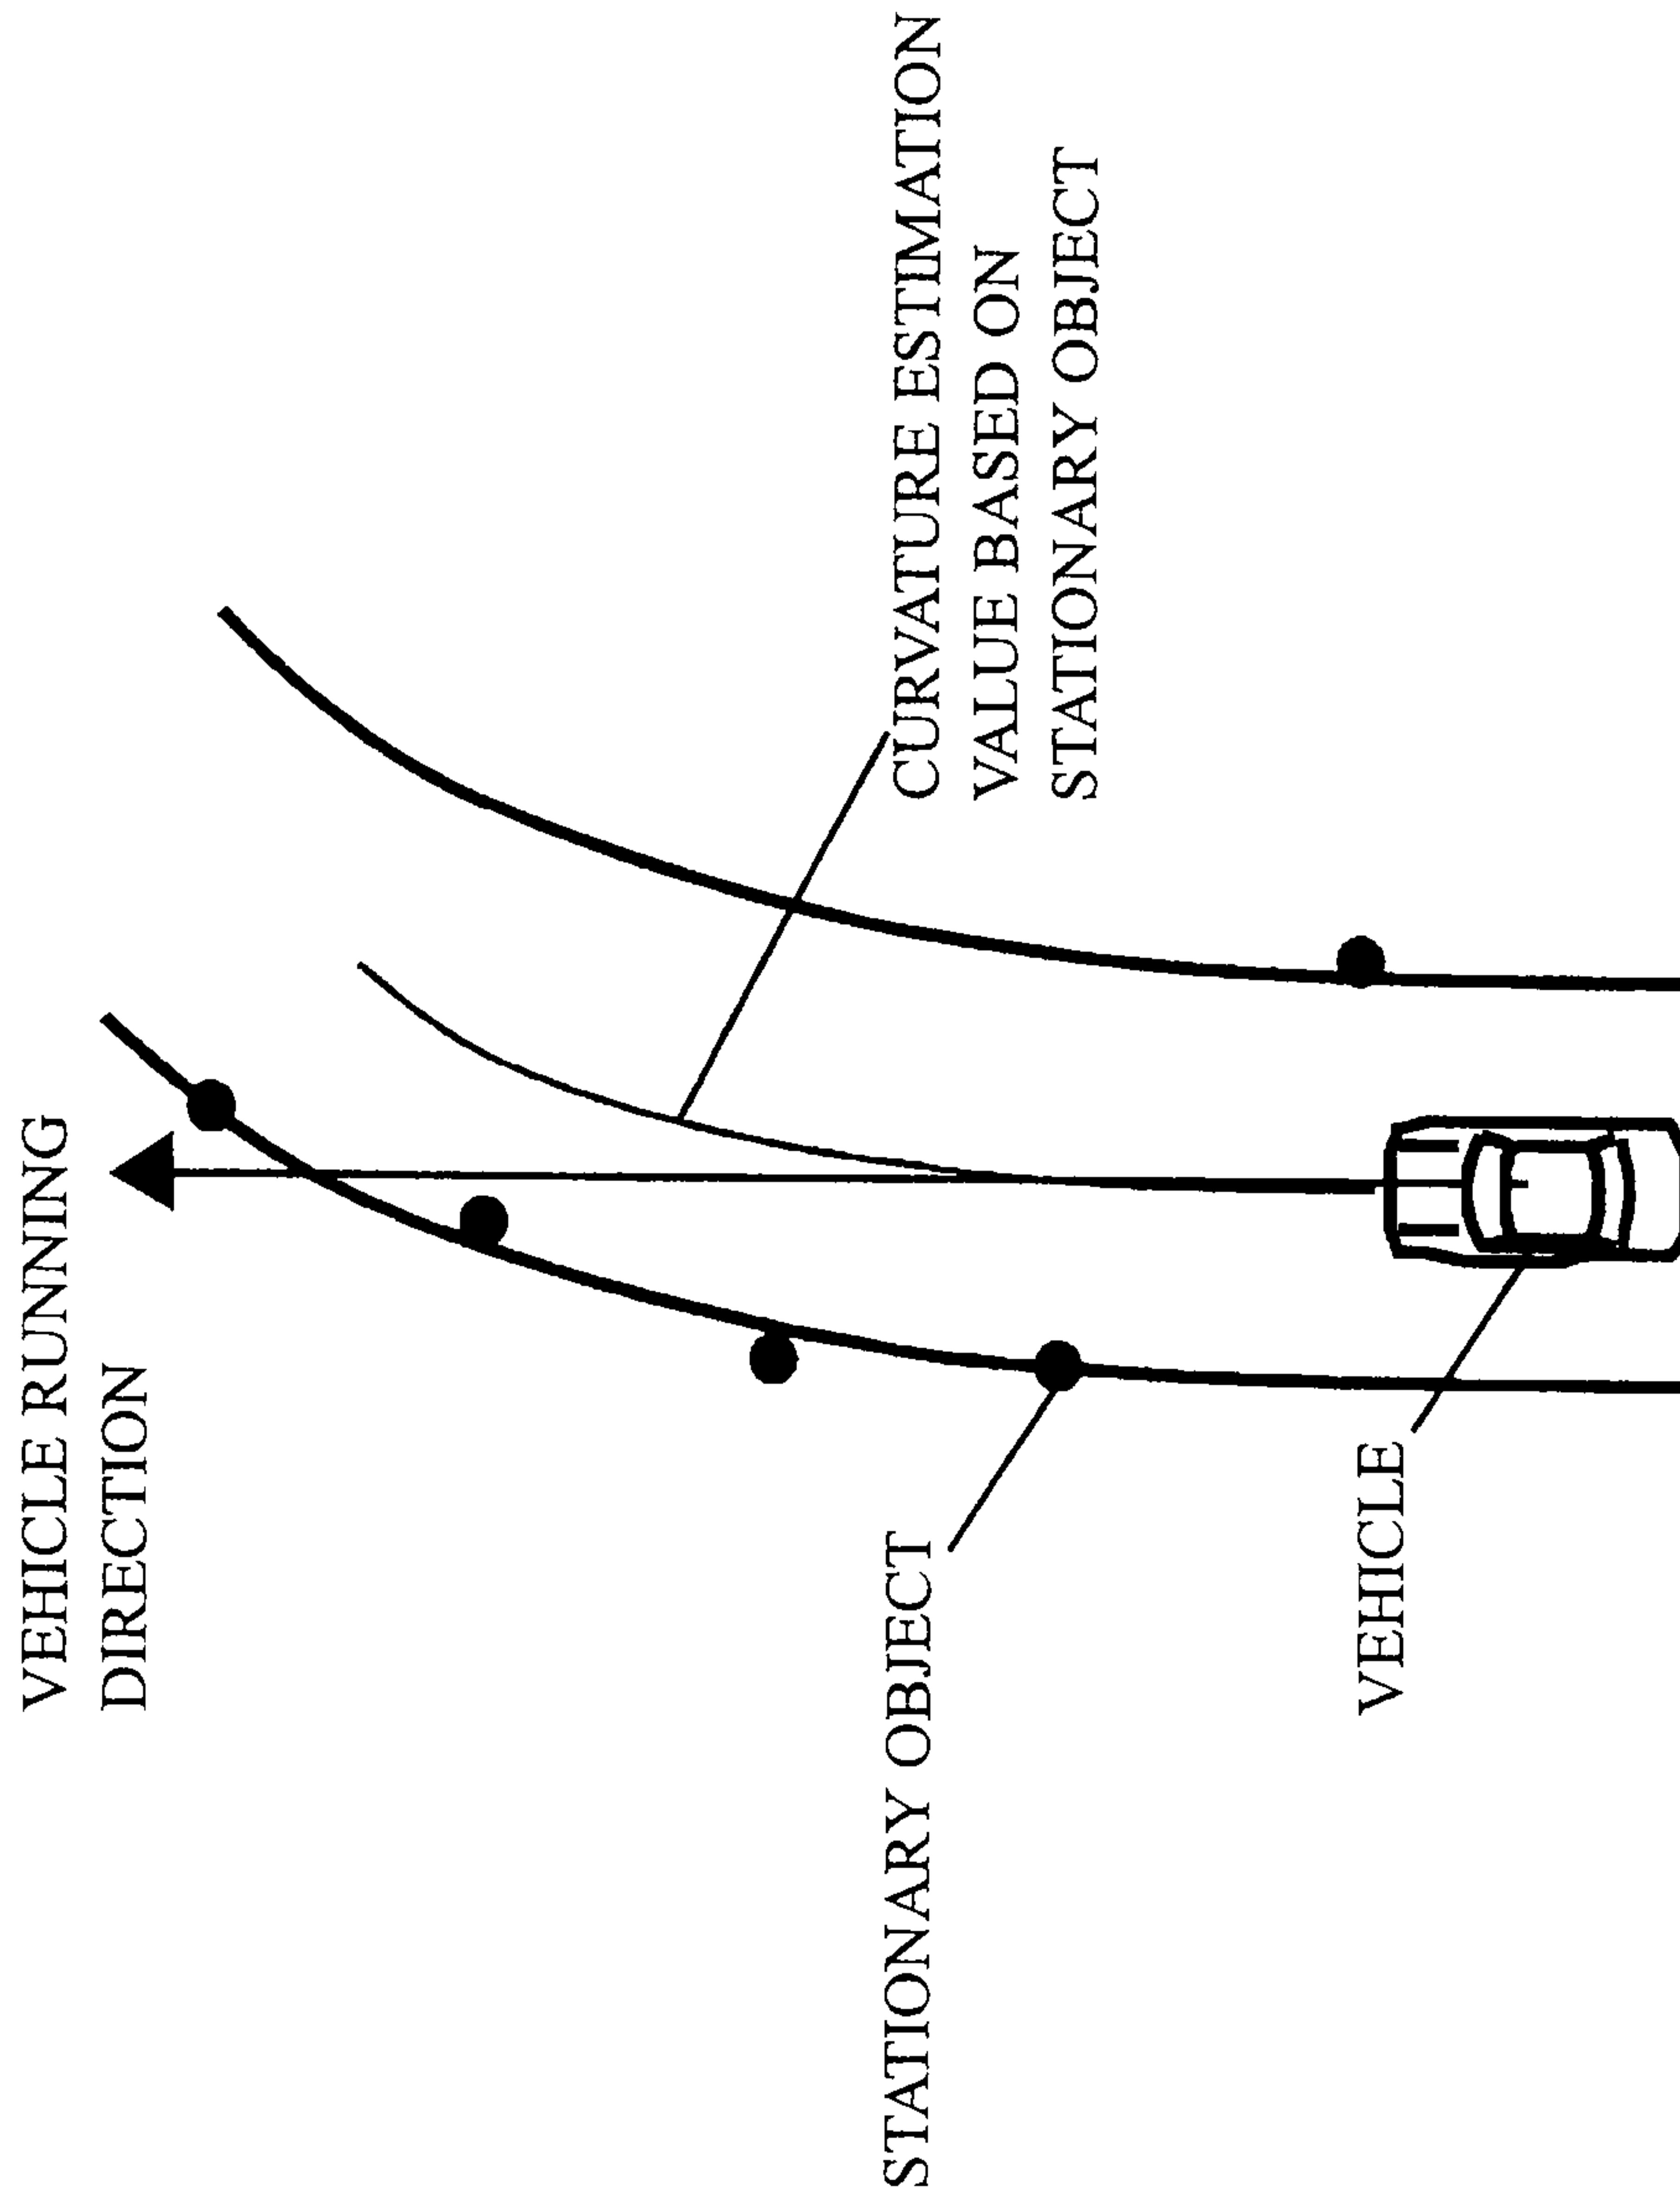 VEHICLE RUNNING
DIRECTION
STATIONARY OBJECT
VEHICLE
CURVATURE ESTIMATION
VALUE BASED ON
STATIONARY OBJECT